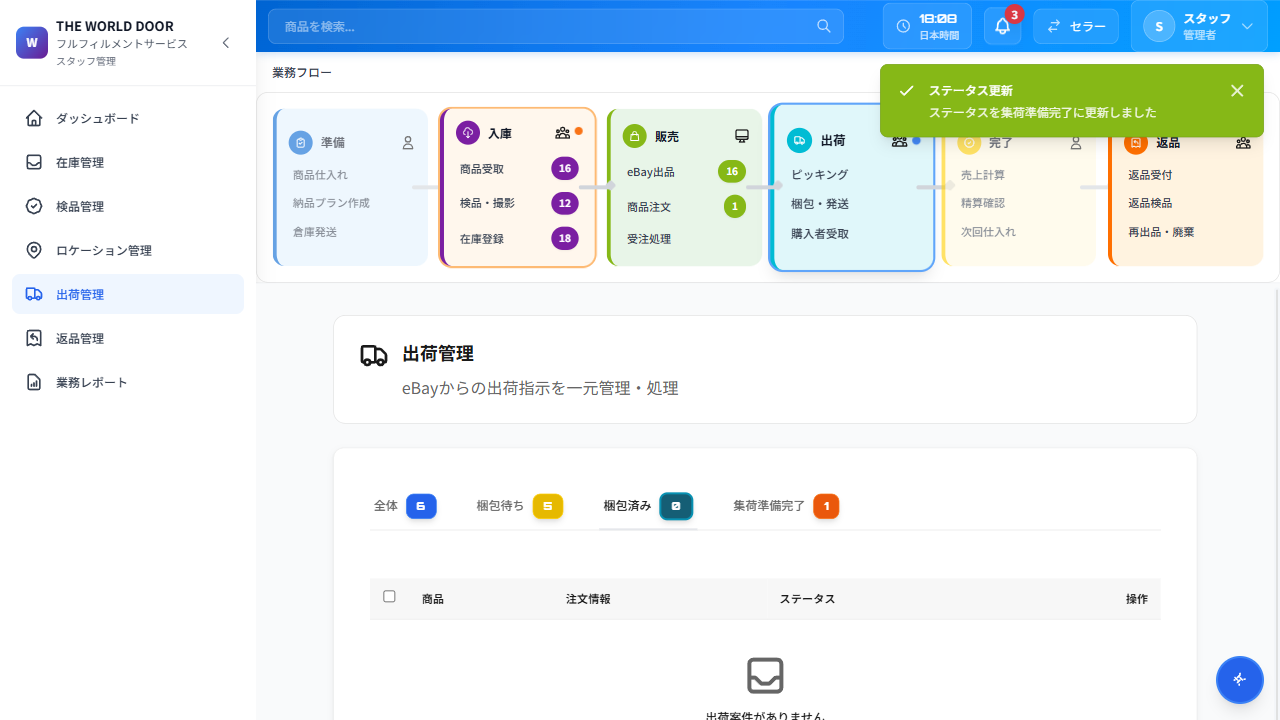 W
THE WORLD DOOR
フルフィルメントサービス
スタッフ管理
ダッシュボード
在庫管理
検品管理
ロケーション管理
出荷管理
返品管理
業務レポート
商品を検索...
18:08
日本時間
3
セラー
S
スタッフ
管理者
業務フロー
ステータス更新
ステータスを集荷準備完了に更新しました
準備
商品仕入れ
納品プラン作成
倉庫発送
入庫
商品受取 16
検品・撮影 12
在庫登録 18
販売
eBay出品 16
商品注文 1
受注処理
出荷
ピッキング
梱包・発送
購入者受取
完了
売上計算
精算確認
次回仕入れ
返品
返品受付
返品検品
再出品・廃棄
出荷管理
eBayからの出荷指示を一元管理・処理
全体 6 梱包待ち 5 梱包済み 0 集荷準備完了 1
商品 注文情報 ステータス 操作
出荷案件がありません